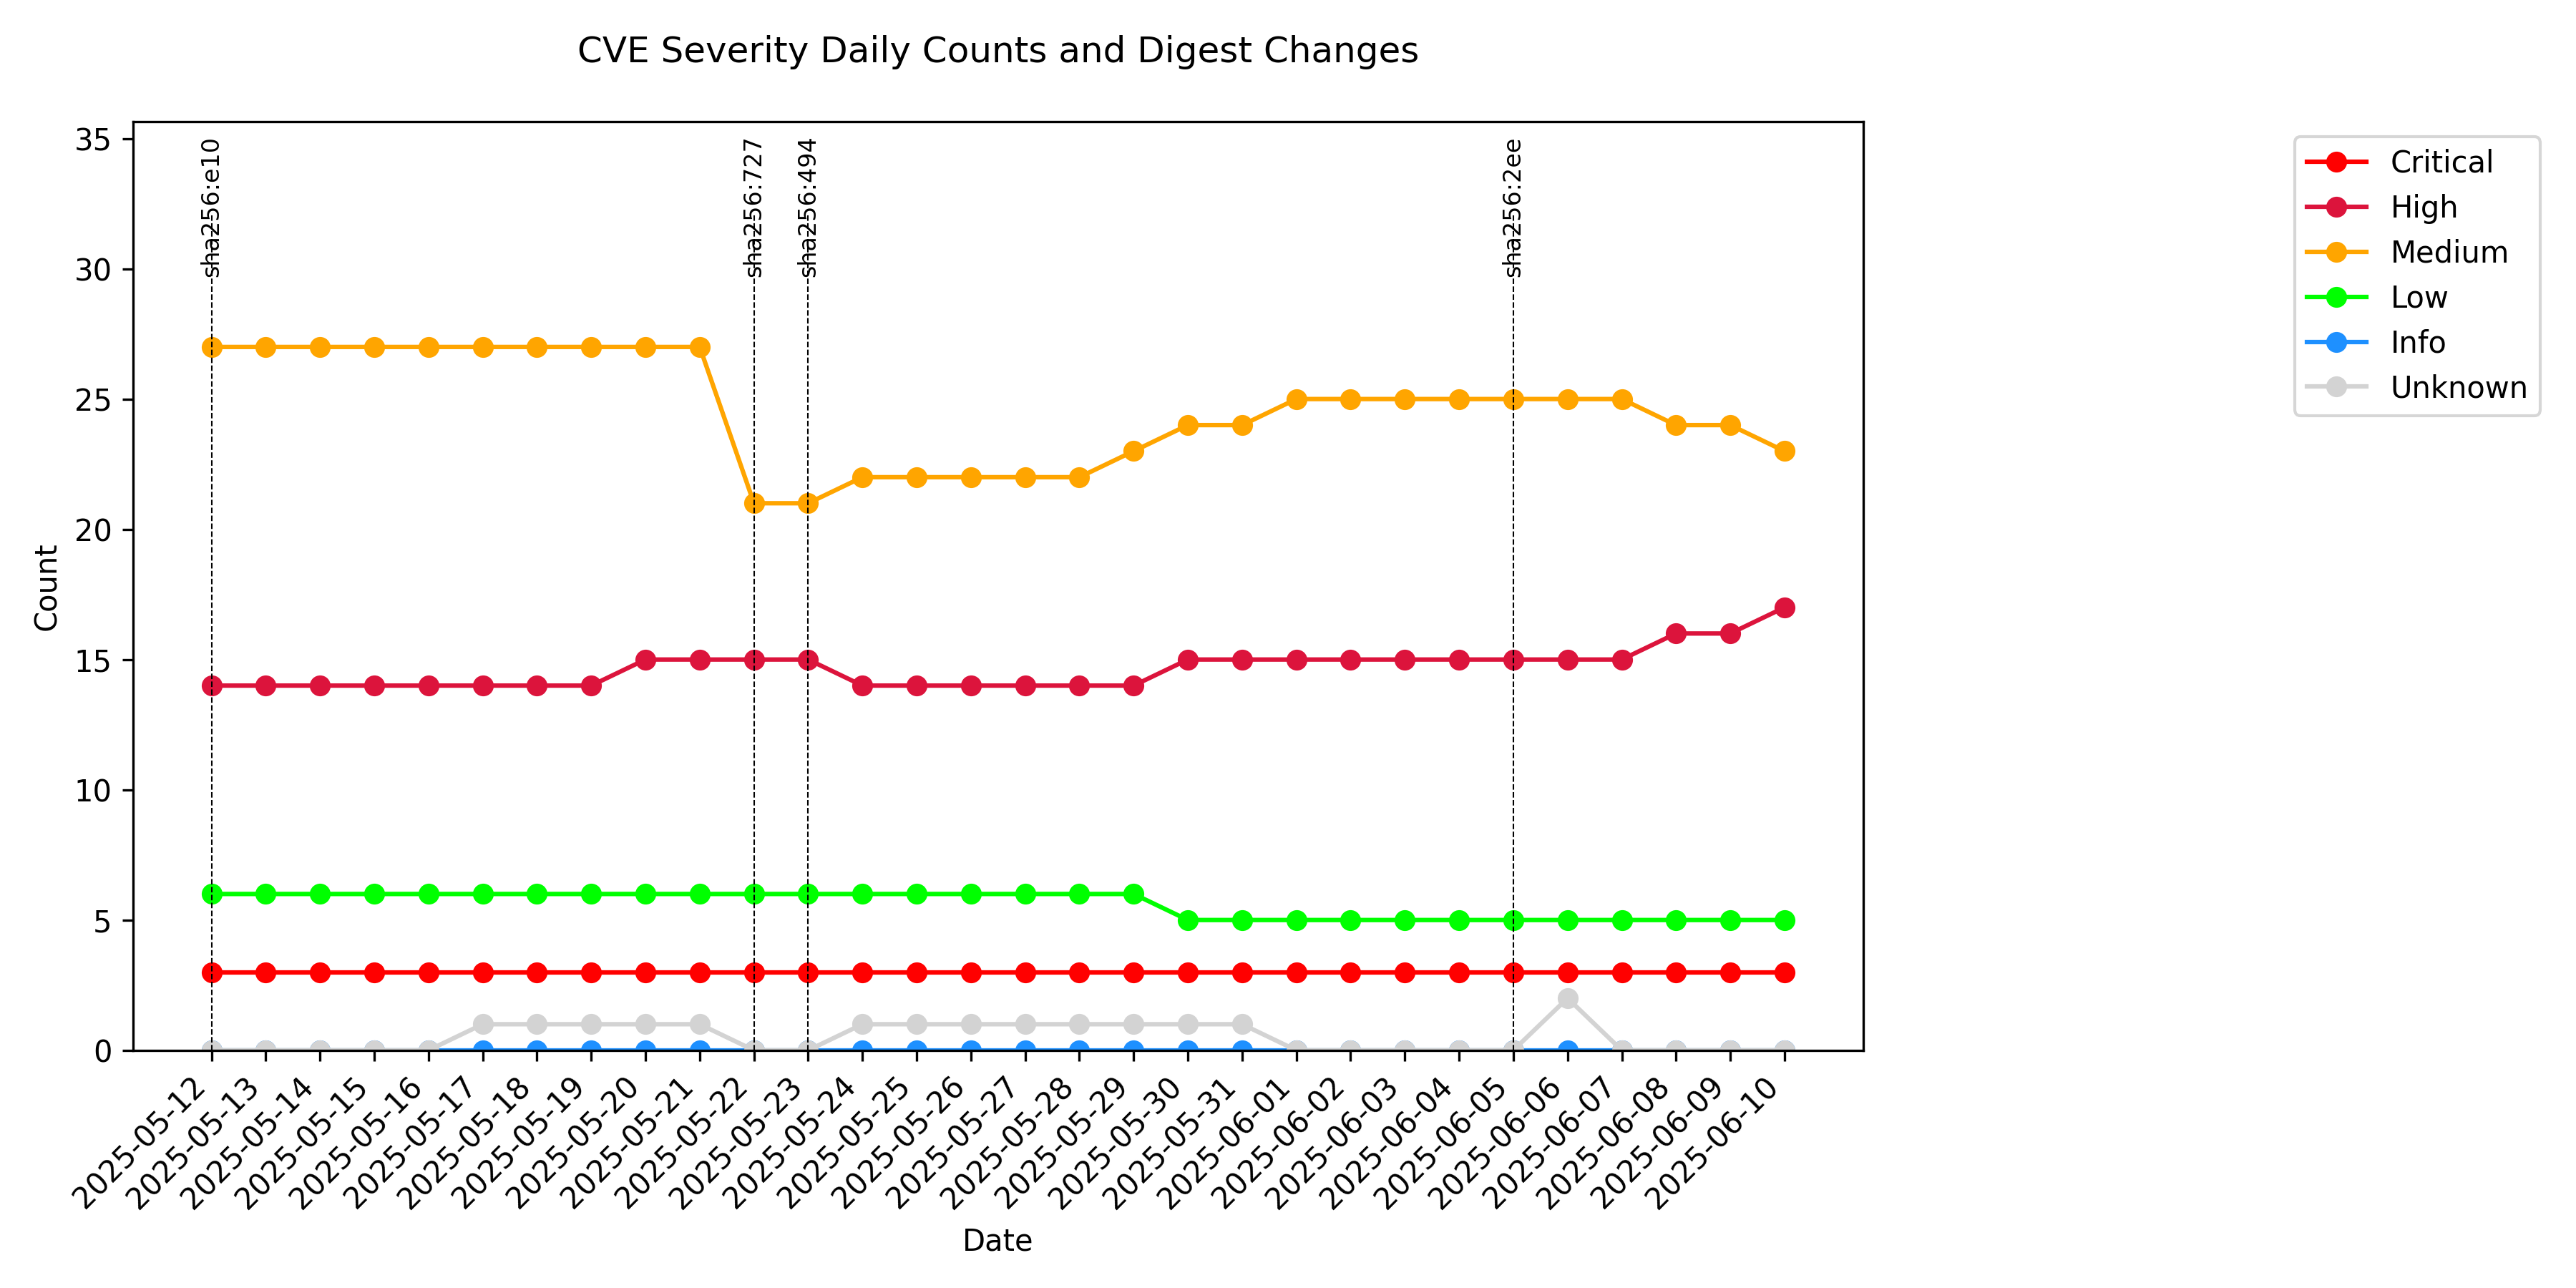 CVE Severity Daily Counts and Digest Changes
35
30
25
20
15
10
5
0
Count
sha256:e10
sha256:727
sha256:494
sha256:2ee
Critical
High
Medium
Low
Info
Unknown
2025-05-12
2025-05-13
2025-05-14
2025-05-15
2025-05-16
2025-05-17
2025-05-18
2025-05-19
2025-05-20
2025-05-21
2025-05-22
2025-05-23
2025-05-24
2025-05-25
2025-05-26
2025-05-27
2025-05-28
2025-05-29
2025-05-30
2025-05-31
2025-06-01
2025-06-02
2025-06-03
2025-06-04
2025-06-05
2025-06-06
2025-06-07
2025-06-08
2025-06-09
2025-06-10
Date